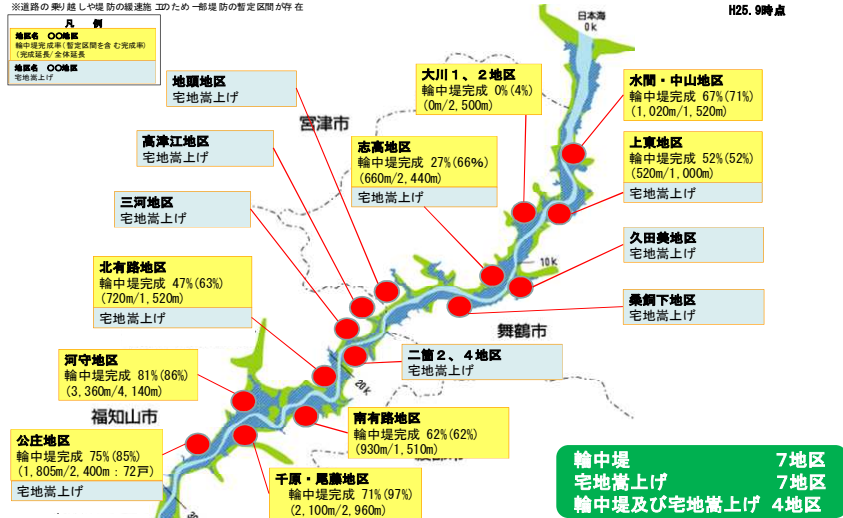 ※道路の乗り越しや堤防の緩速施工のため一部堤防の暫定区間が存在
H25.9時点
凡 例
地区名 ○○地区
輪中堤完成率(暫定区間を含む完成率)
(完成延長/全体延長
地区名 ○○地区
宅地嵩上げ
日本海
0k
地頭地区
宅地嵩上げ
大川1、2地区
輪中堤完成 0%(4%)
(0m/2,500m)
水間・中山地区
輪中堤完成 67%(71%)
(1,020m/1,520m)
宮津市
高津江地区
宅地嵩上げ
志高地区
輪中堤完成 27%(66%)
(660m/2,440m)
宅地嵩上げ
上東地区
輪中堤完成 52%(52%)
(520m/1,000m)
宅地嵩上げ
三河地区
宅地嵩上げ
久田美地区
宅地嵩上げ
10k
北有路地区
輪中堤完成 47%(63%)
(720m/1,520m)
宅地嵩上げ
桑飼下地区
宅地嵩上げ
舞鶴市
二箇2、4地区
宅地嵩上げ
20k
河守地区
輪中堤完成 81%(86%)
(3,360m/4,140m)
福知山市
南有路地区
輪中堤完成 62%(62%)
(930m/1,510m)
公庄地区
輪中堤完成 75%(85%)
(1,805m/2,400m：72戸)
宅地嵩上げ
千原・尾藤地区
輪中堤完成 71%(97%)
(2,100m/2,960m)
輪中堤 7地区
宅地嵩上げ 7地区
輪中堤及び宅地嵩上げ 4地区